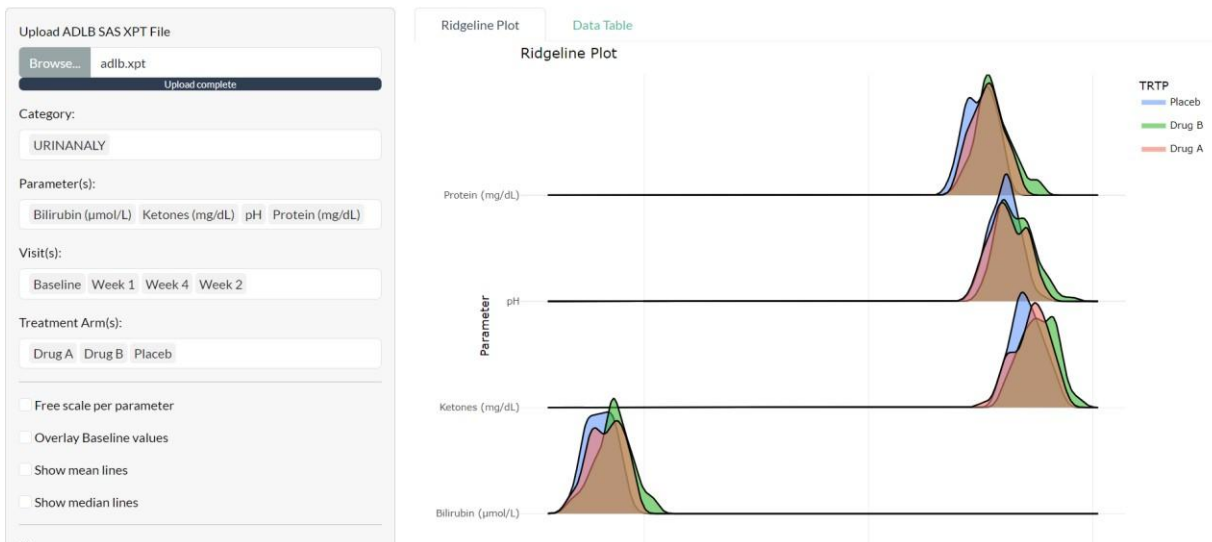 Upload ADLB SAS XPT File
Browse... adlb.xpt
Upload complete
Category:
URINANALY
Parameter(s):
Bilirubin (µmol/L) Ketones (mg/dL) pH Protein (mg/dL)
Visit(s):
Baseline Week 1 Week 4 Week 2
Treatment Arm(s):
Drug A Drug B Placeb
Free scale per parameter
Overlay Baseline values
Show mean lines
Show median lines
Ridgeline Plot Data Table
Ridgeline Plot
TRTP
Placeb
Drug B
Drug A
Parameter
Protein (mg/dL)
pH
Ketones (mg/dL)
Bilirubin (µmol/L)